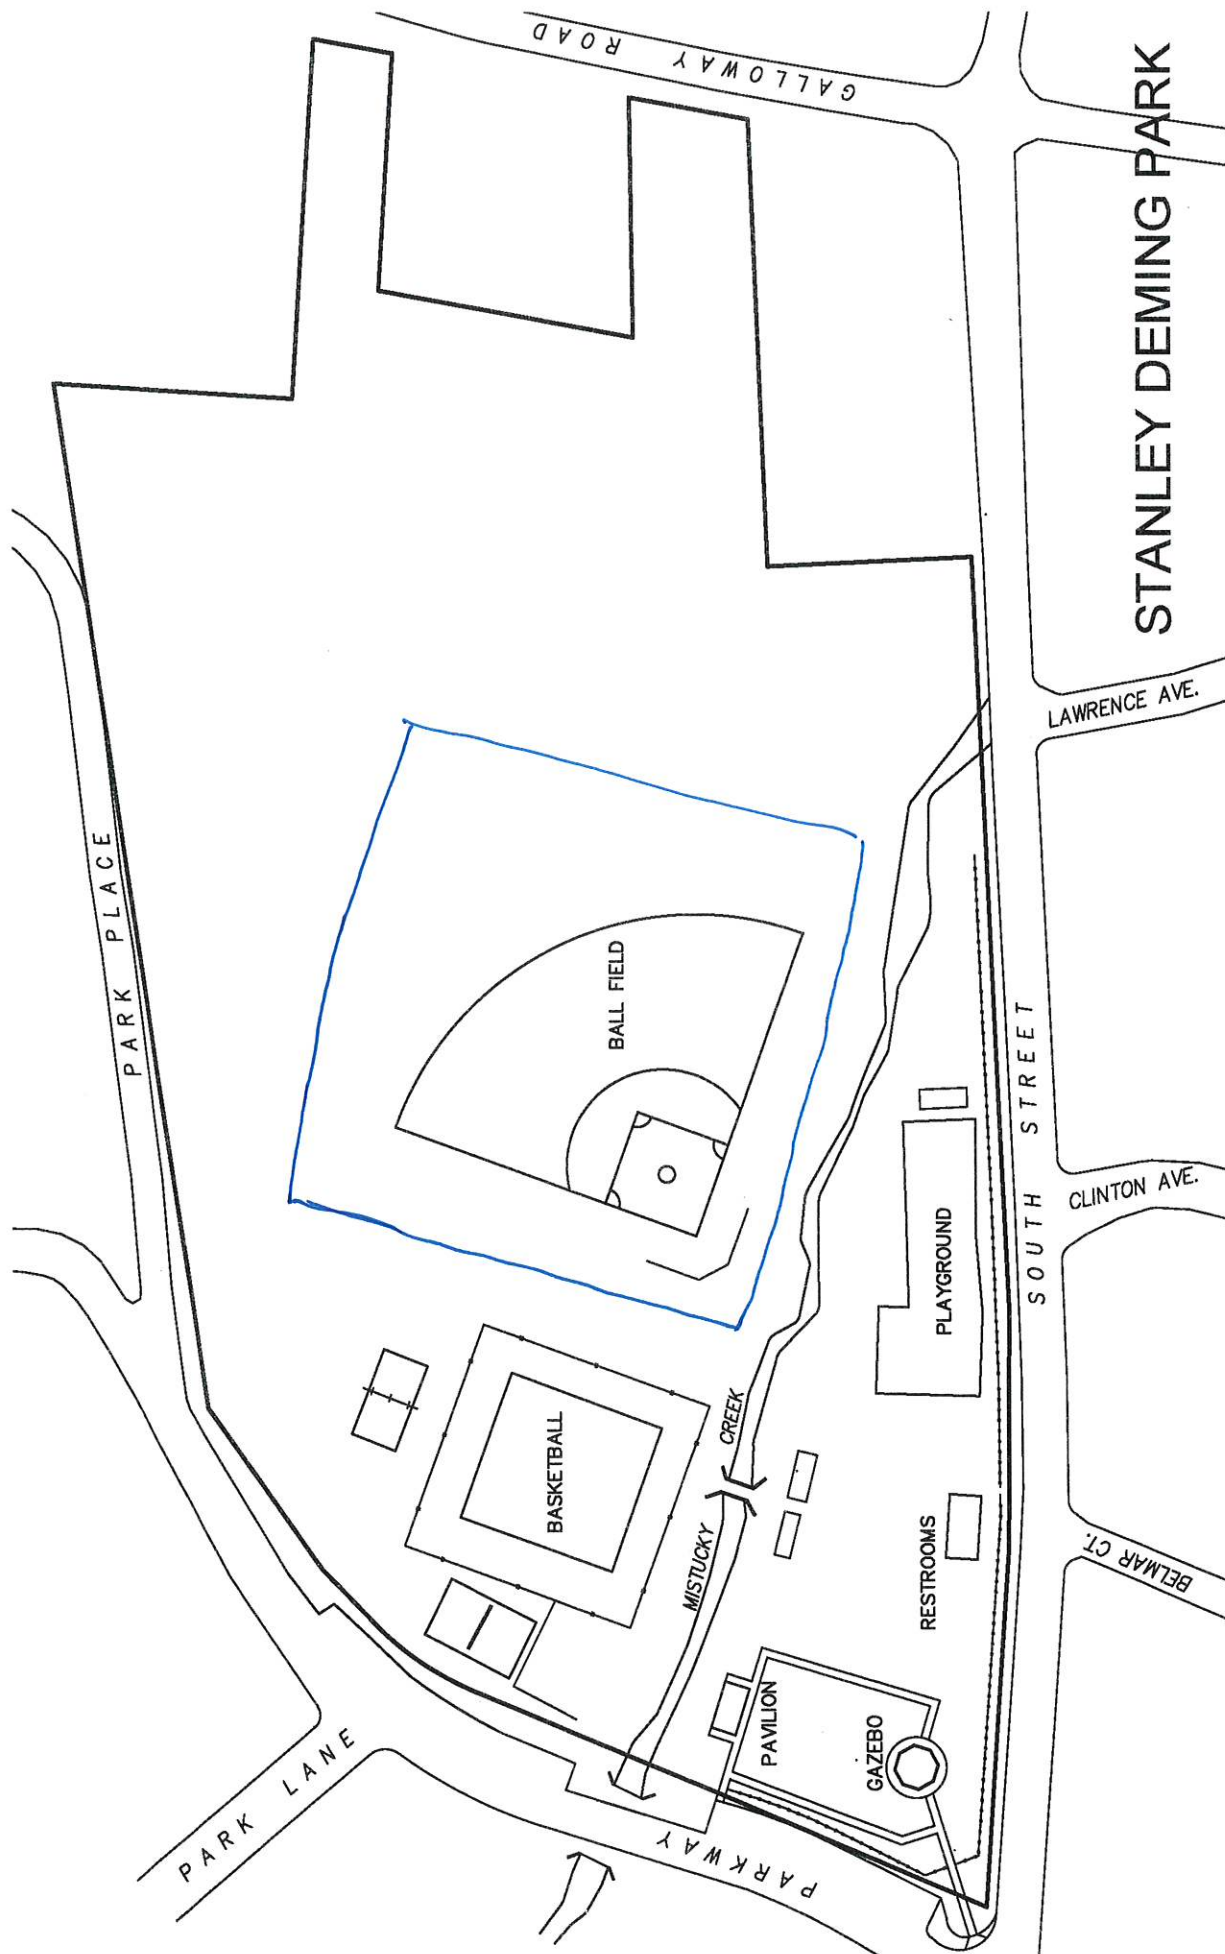 GALLOWAY ROAD
STANLEY DEMING PARK
LAWRENCE AVE.
PARK PLACE
BALL FIELD
SOUTH STREET
CLINTON AVE.
PLAYGROUND
BASKETBALL
MISTUCKY CREEK
RESTROOMS
BELMAR CT.
PAVILION
GAZEBO
PARK LANE
PARKWAY